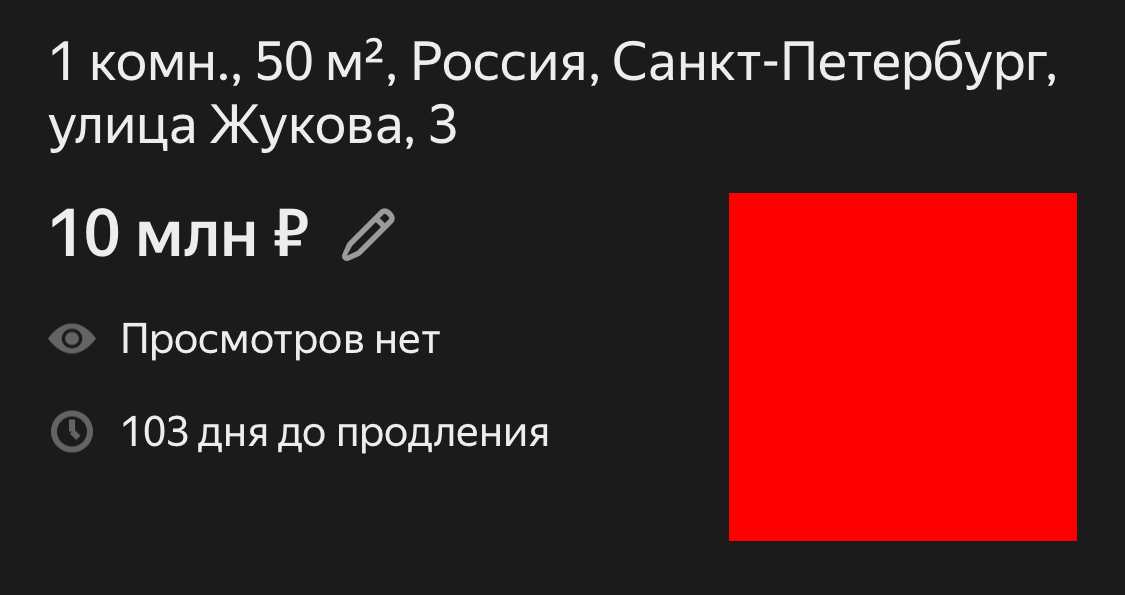 1 комн., 50 м², Россия, Санкт-Петербург,
улица Жукова, 3
10 млн ₽
Просмотров нет
103 дня до продления